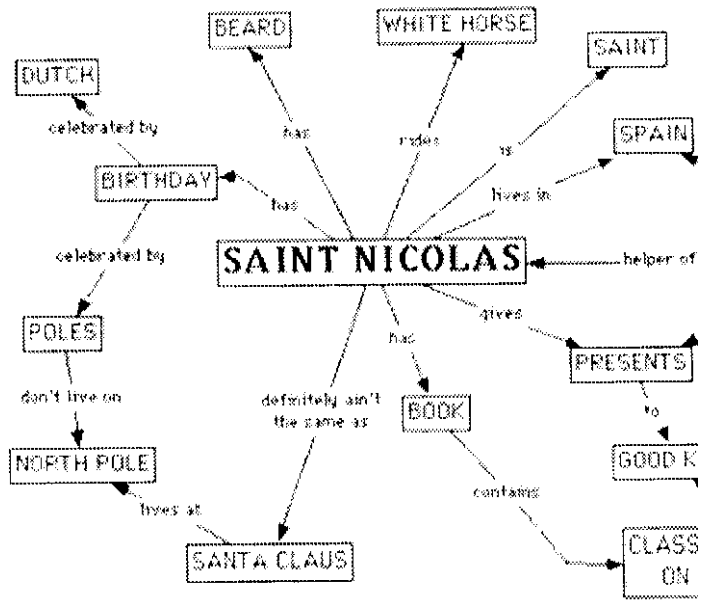 BEARD
WHITE HORSE
SAINT
DUTCH
celebrated by
has
rides
is
SPAIN
BIRTHDAY
has
lives in
celebrated by
SAINT NICOLAS
helper of
gives
POLES
has
PRESENTS
don't live on
definitely ain't
the same as
BOOK
to
NORTH POLE
GOOD K
contains
lives at
SANTA CLAUS
CLASS
ON